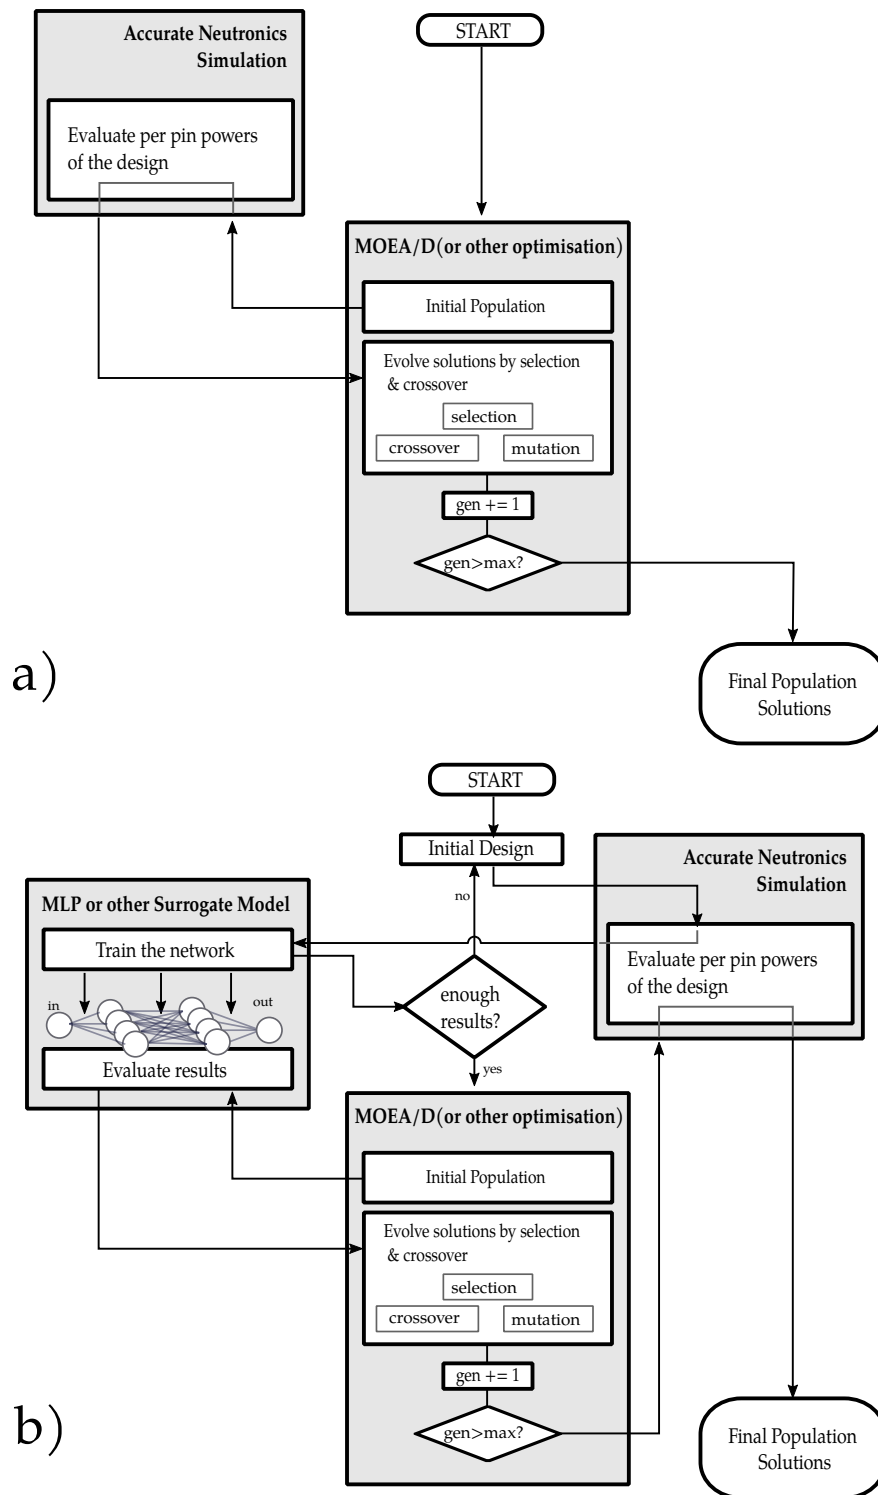 START
Accurate Neutronics
Simulation
Evaluate per pin powers
of the design
MOEA/D(or other optimisation)
Initial Population
Evolve solutions by selection
& crossover
selection
crossover
mutation
gen += 1
gen>max?
Final Population
Solutions
a)
START
Initial Design
no
Accurate Neutronics
Simulation
Evaluate per pin powers
of the design
MLP or other Surrogate Model
Train the network
in
out
Evaluate results
enough
results?
yes
MOEA/D(or other optimisation)
Initial Population
Evolve solutions by selection
& crossover
selection
crossover
mutation
gen += 1
gen>max?
Final Population
Solutions
b)